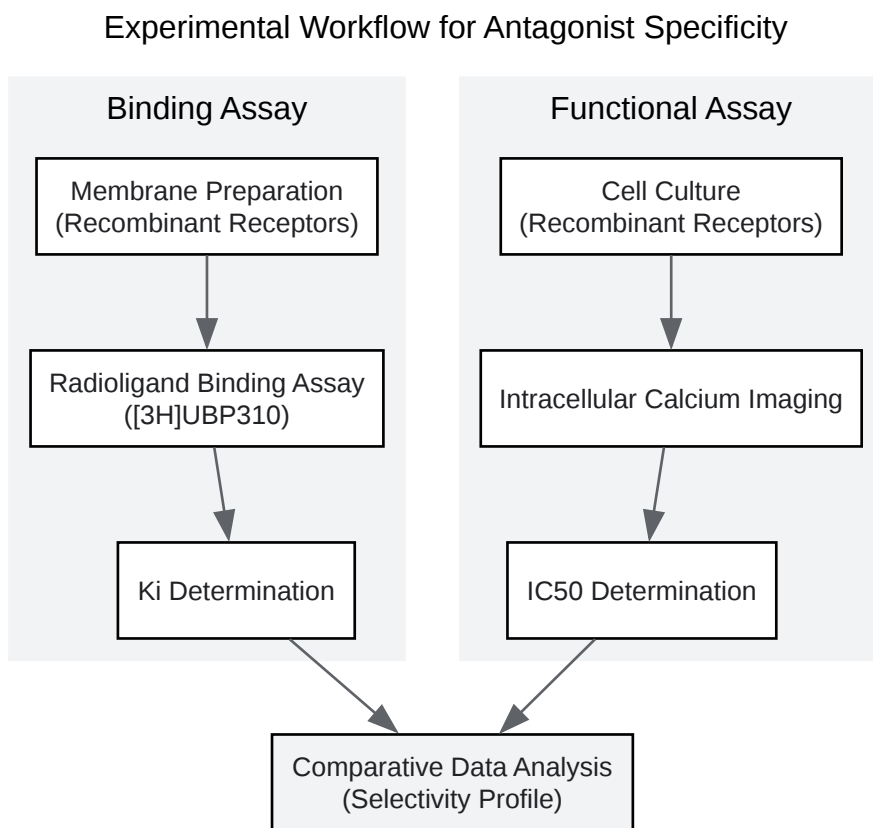 Experimental Workflow for Antagonist Specificity
Binding Assay
Membrane Preparation
(Recombinant Receptors)
Radioligand Binding Assay
([3H]UBP310)
Ki Determination
Functional Assay
Cell Culture
(Recombinant Receptors)
Intracellular Calcium Imaging
IC50 Determination
Comparative Data Analysis
(Selectivity Profile)